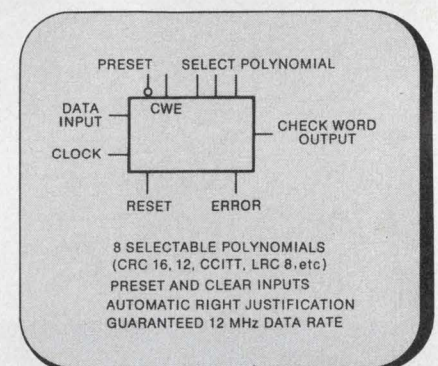 PRESET SELECT POLYNOMIAL
CWE
DATA
INPUT
CHECK WORD
OUTPUT
CLOCK
RESET ERROR
8 SELECTABLE POLYNOMIALS
(CRC 16, 12, CCITT, LRC 8, etc)
PRESET AND CLEAR INPUTS
AUTOMATIC RIGHT JUSTIFICATION
GUARANTEED 12 MHz DATA RATE